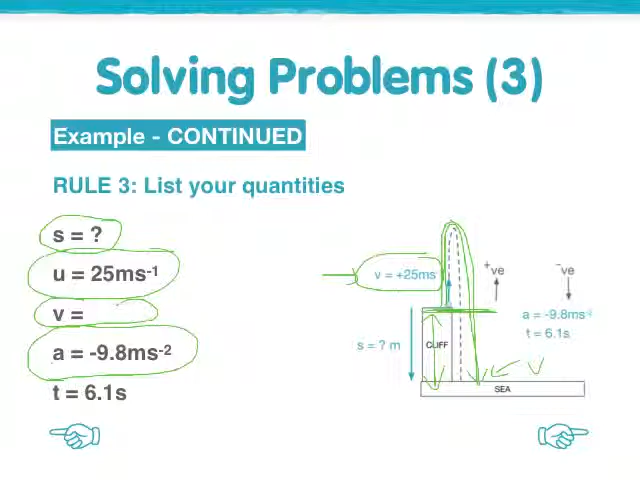 Solving Problems (3)
Example - CONTINUED
RULE 3: List your quantities
s = ?
u = 25ms-1
v =
a = -9.8ms-2
t = 6.1s
v = +25ms
+ve
-ve
a = -9.8ms-2
t = 6.1s
s = ? m
CLIFF
V
SEA